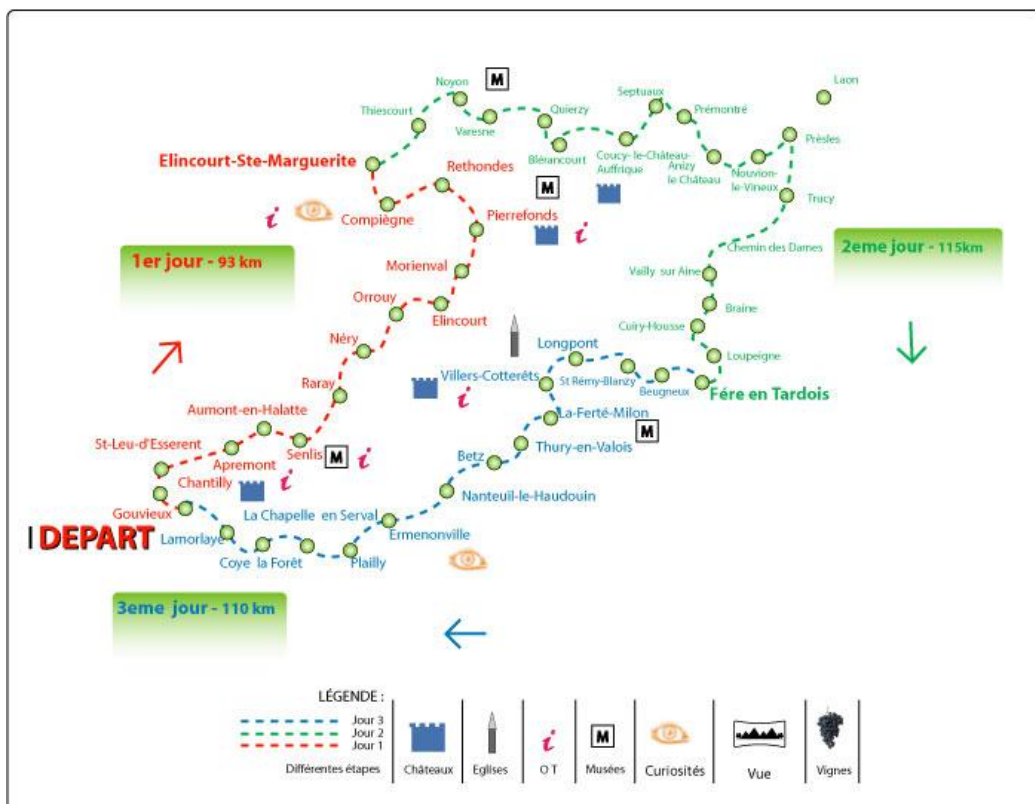 Laon
Noyon
Septuaux
Thiescourt
Quierzy
Prémontré
Varesne
Présles
Elincourt-Ste-Marguerite
Rethondes
Blérancourt
Coucy- le-Château-
Auffrique
Anizy
le Château
Nouvion-
le-Vineux
Trucy
Compiègne
Pierrefonds
1er jour - 93 km
2eme jour - 115km
Chemin des Dames
Morienval
Vailly sur Aine
Orrouy
Elincourt
Braine
Cuiry-Housse
Néry
Longpont
Loupeigne
Raray
Villers-Cotterêts
St Rémy-Blanzy
Beugneux
Fére en Tardois
Aumont-en-Halatte
La-Ferté-Milon
St-Leu-d'Esserent
Senlis
Thury-en-Valois
Apremont
Betz
Chantilly
Nanteuil-le-Haudouin
Gouvieux
La Chapelle en Serval
Ermenonville
DEPART
Lamorlaye
Coye la Forêt
Plailly
3eme jour - 110 km
LÉGENDE :
Jour 3
Jour 2
Jour 1
Différentes étapes
Châteaux
Eglises
O T
Musées
Curiosités
Vue
Vignes